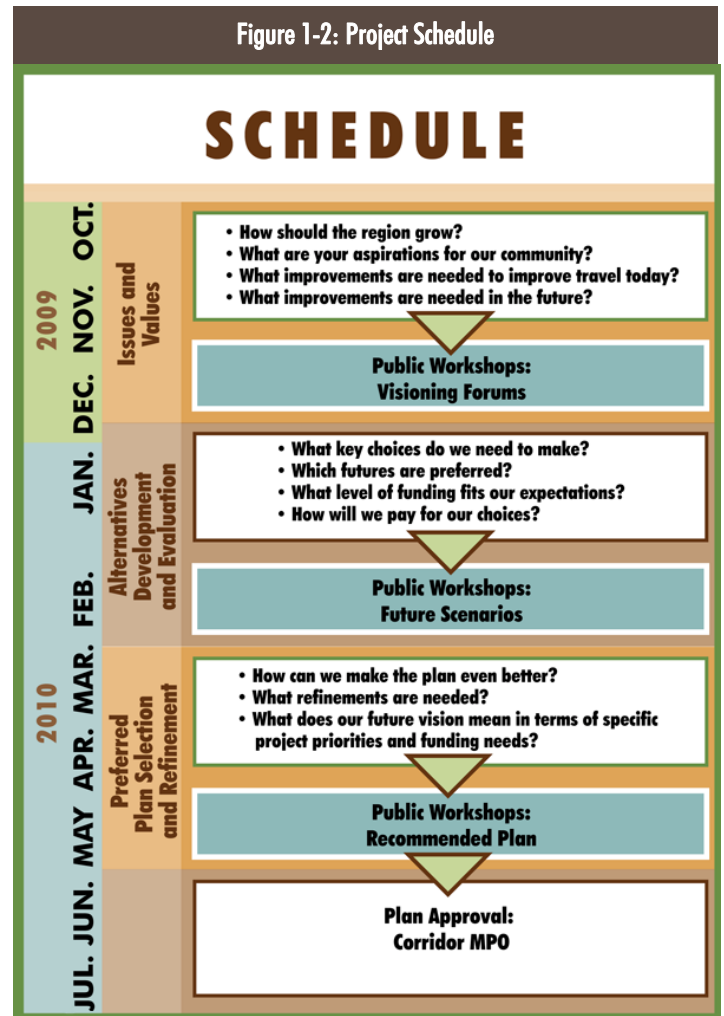 Figure 1-2: Project Schedule
SCHEDULE
2009
OCT.
NOV.
DEC.
Issues and
Values
• How should the region grow?
• What are your aspirations for our community?
• What improvements are needed to improve travel today?
• What improvements are needed in the future?
Public Workshops:
Visioning Forums
2010
JAN.
FEB.
MAR.
APR.
MAY
JUN.
JUL.
Alternatives
Development
and Evaluation
• What key choices do we need to make?
• Which futures are preferred?
• What level of funding fits our expectations?
• How will we pay for our choices?
Public Workshops:
Future Scenarios
Preferred
Plan Selection
and Refinement
• How can we make the plan even better?
• What refinements are needed?
• What does our future vision mean in terms of specific
project priorities and funding needs?
Public Workshops:
Recommended Plan
Plan Approval:
Corridor MPO